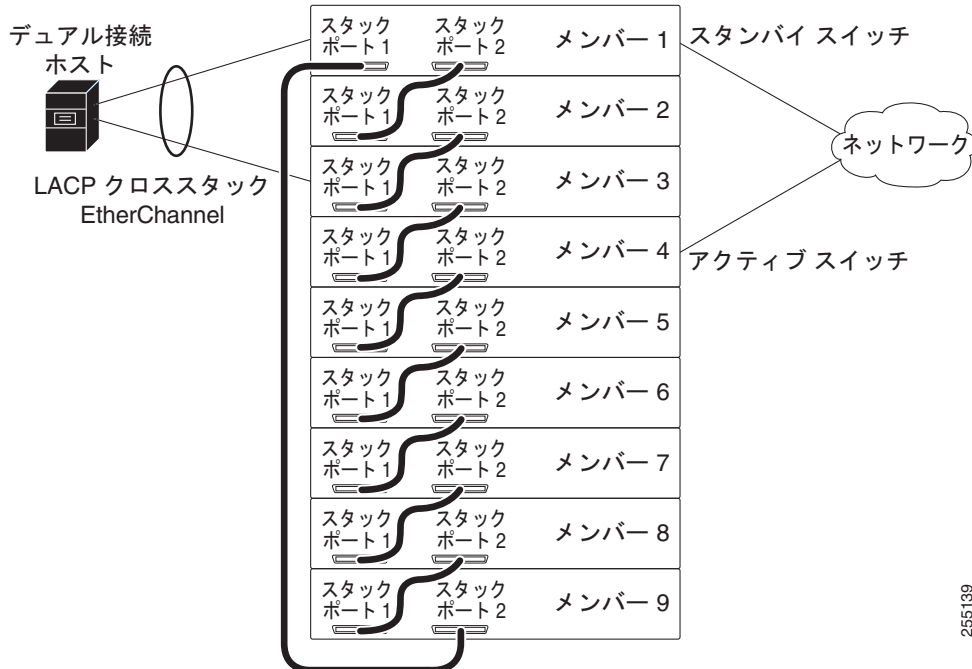 デュアル接続
ホスト
LACP クロススタック
EtherChannel
スタック
ポート 1
スタック
ポート 2
メンバー 1
スタンバイ スイッチ
スタック
ポート 1
スタック
ポート 2
メンバー 2
ネットワーク
スタック
ポート 1
スタック
ポート 2
メンバー 3
スタック
ポート 1
スタック
ポート 2
メンバー 4
アクティブ スイッチ
スタック
ポート 1
スタック
ポート 2
メンバー 5
スタック
ポート 1
スタック
ポート 2
メンバー 6
スタック
ポート 1
スタック
ポート 2
メンバー 7
スタック
ポート 1
スタック
ポート 2
メンバー 8
スタック
ポート 1
スタック
ポート 2
メンバー 9
255139